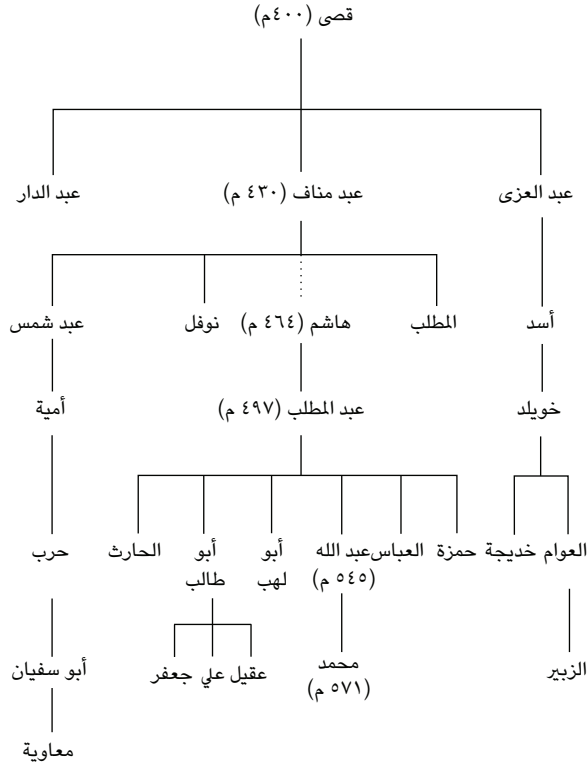 قصى (٤٠٠م)
عبد العزى عبد مناف (٤٣٠ م) عبد الدار
أسد المطلب هاشم (٤٦٤ م) نوفل عبد شمس
خويلد عبد المطلب (٤٩٧ م) أمية
العوام خديجة حمزة العباس عبد الله أبو أبو الحارث حرب
(٥٤٥ م) لهب طالب
الزبير محمد عقيل علي جعفر أبو سفيان
(٥٧١ م)
معاوية